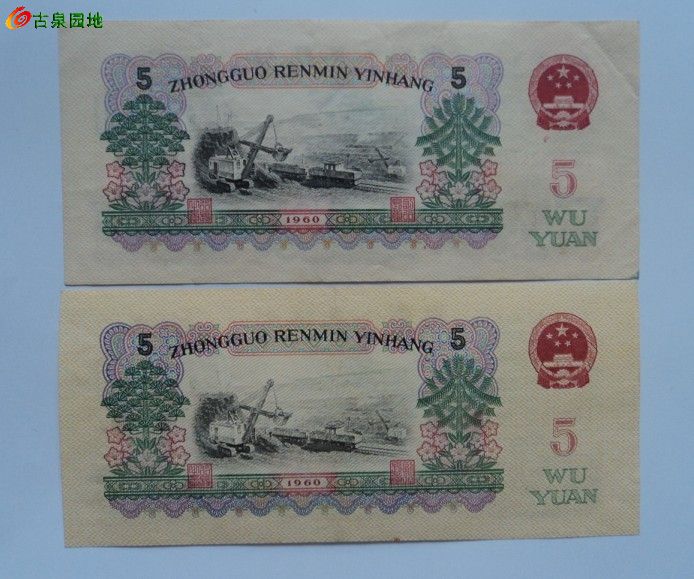 古泉园地
5 ZHONGGUO RENMIN YINHANG 5
5
WU
YUAN
1960
5 ZHONGGUO RENMIN YINHANG 5
5
WU
YUAN
1960